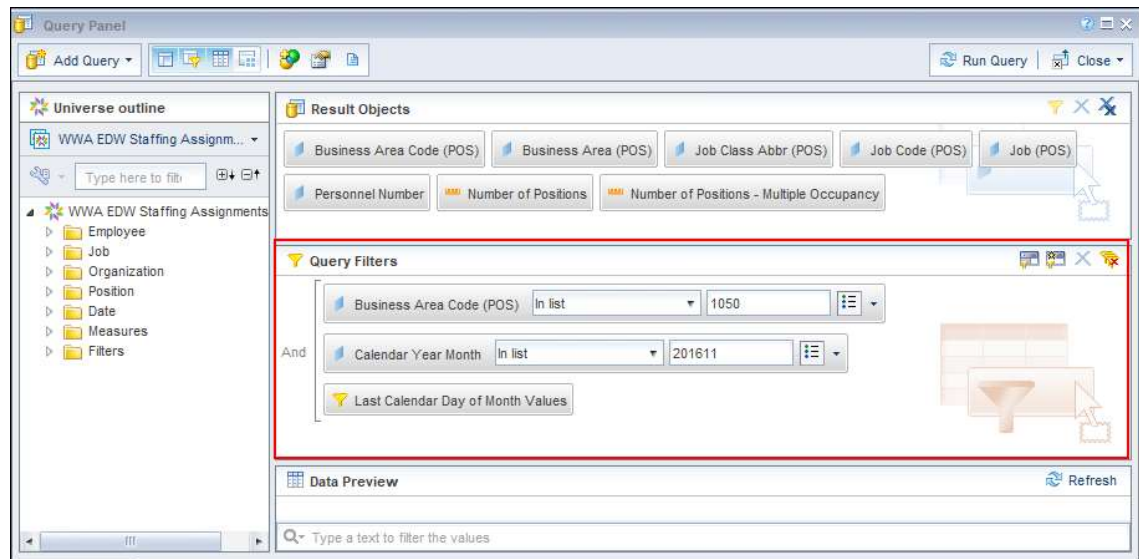 Query Panel
Add Query
Run Query
Close
Universe outline
WWA EDW Staffing Assignm...
Type here to filt
WWA EDW Staffing Assignments
Employee
Job
Organization
Position
Date
Measures
Filters
Result Objects
Business Area Code (POS) Business Area (POS) Job Class Abbr (POS) Job Code (POS) Job (POS)
Personnel Number Number of Positions Number of Positions - Multiple Occupancy
Query Filters
Business Area Code (POS) In list 1050
And Calendar Year Month In list 201611
Last Calendar Day of Month Values
Data Preview Refresh
Type a text to filter the values